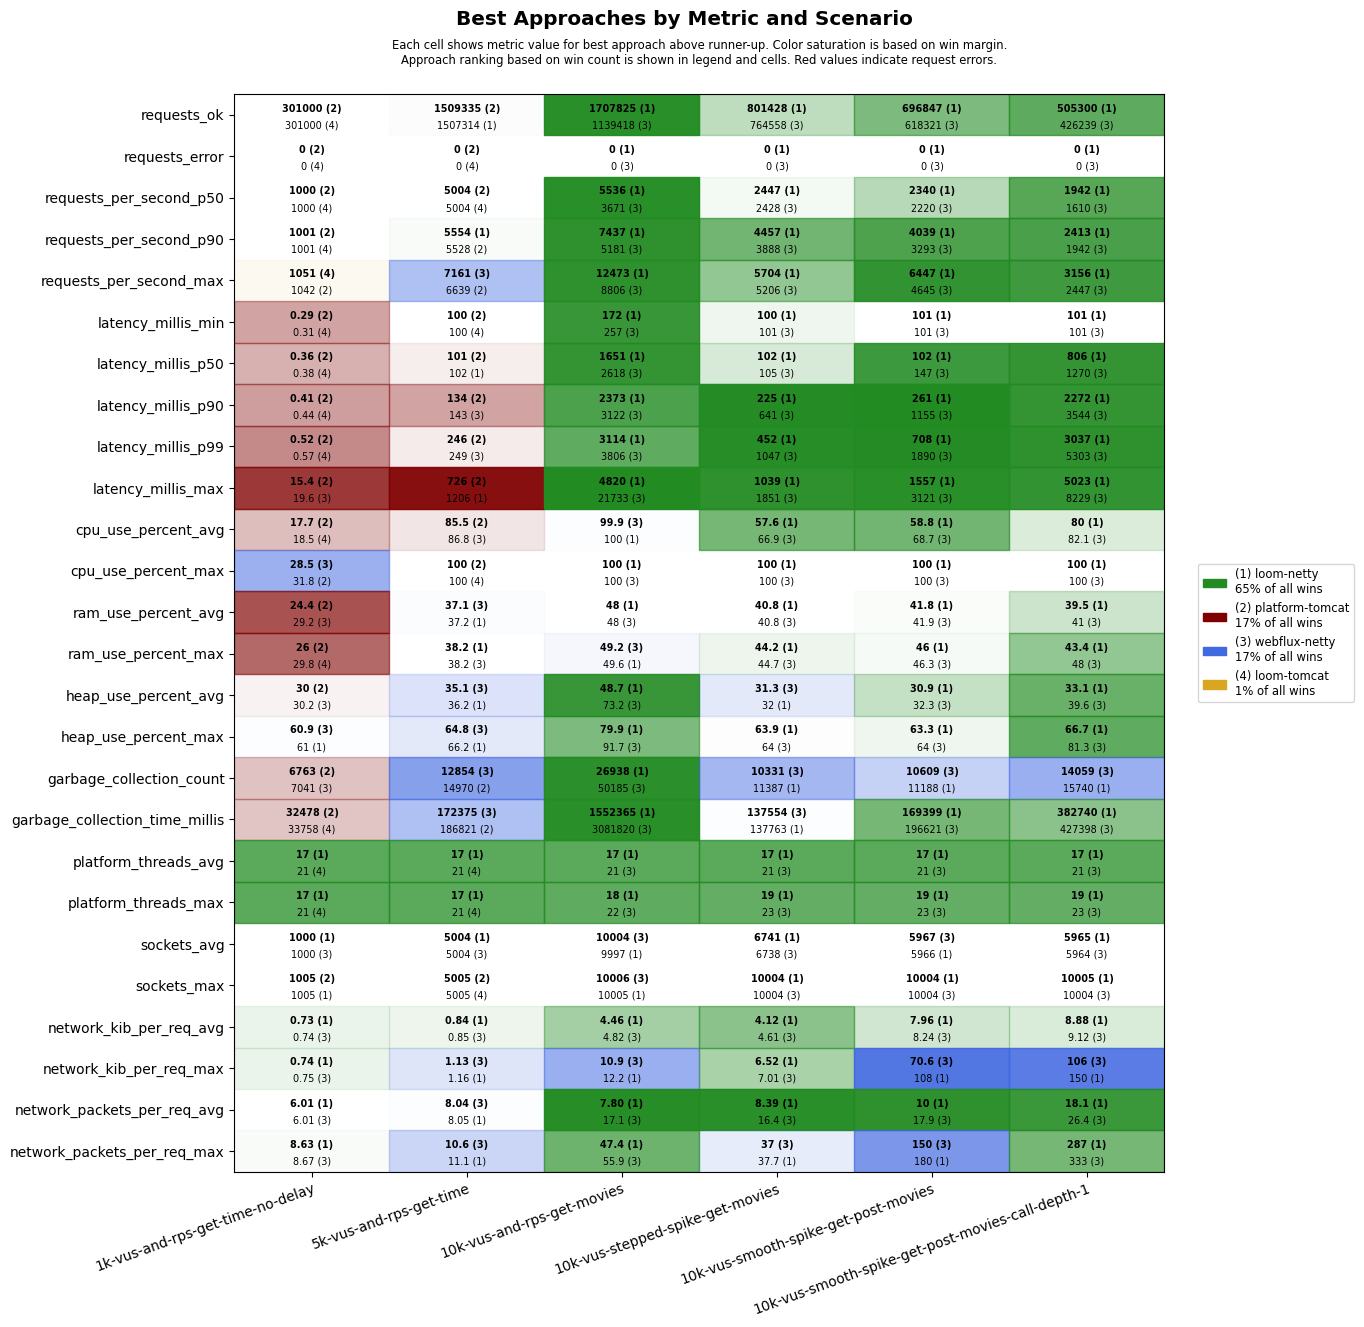 Best Approaches by Metric and Scenario
Each cell shows metric value for best approach above runner-up. Color saturation is based on win margin.
Approach ranking based on win count is shown in legend and cells. Red values indicate request errors.
requests_ok
301000 (2) 1509335 (2) 1707825 (1) 801428 (1) 696847 (1) 505300 (1)
301000 (4) 1507314 (1) 1139418 (3) 764558 (3) 618321 (3) 426239 (3)
requests_error
0 (2) 0 (2) 0 (1) 0 (1) 0 (1) 0 (1)
0 (4) 0 (4) 0 (3) 0 (3) 0 (3) 0 (3)
requests_per_second_p50
1000 (2) 5004 (2) 5536 (1) 2447 (1) 2340 (1) 1942 (1)
1000 (4) 5004 (4) 3671 (3) 2428 (3) 2220 (3) 1610 (3)
requests_per_second_p90
1001 (2) 5554 (1) 7437 (1) 4457 (1) 4039 (1) 2413 (1)
1001 (4) 5528 (2) 5181 (3) 3888 (3) 3293 (3) 1942 (3)
requests_per_second_max
1051 (4) 7161 (3) 12473 (1) 5704 (1) 6447 (1) 3156 (1)
1042 (2) 6639 (2) 8806 (3) 5206 (3) 4645 (3) 2447 (3)
latency_millis_min
0.29 (2) 100 (2) 172 (1) 100 (1) 101 (1) 101 (1)
0.31 (4) 100 (4) 257 (3) 101 (3) 101 (3) 101 (3)
latency_millis_p50
0.36 (2) 101 (2) 1651 (1) 102 (1) 102 (1) 806 (1)
0.38 (4) 102 (1) 2618 (3) 105 (3) 147 (3) 1270 (3)
latency_millis_p90
0.41 (2) 134 (2) 2373 (1) 225 (1) 261 (1) 2272 (1)
0.44 (4) 143 (3) 3122 (3) 641 (3) 1155 (3) 3544 (3)
latency_millis_p99
0.52 (2) 246 (2) 3114 (1) 452 (1) 708 (1) 3037 (1)
0.57 (4) 249 (3) 3806 (3) 1047 (3) 1890 (3) 5303 (3)
latency_millis_max
15.4 (2) 726 (2) 4820 (1) 1039 (1) 1557 (1) 5023 (1)
19.6 (3) 1206 (1) 21733 (3) 1851 (3) 3121 (3) 8229 (3)
cpu_use_percent_avg
17.7 (2) 85.5 (2) 99.9 (3) 57.6 (1) 58.8 (1) 80 (1)
18.5 (4) 86.8 (3) 100 (1) 66.9 (3) 68.7 (3) 82.1 (3)
cpu_use_percent_max
28.5 (3) 100 (2) 100 (1) 100 (1) 100 (1) 100 (1)
31.8 (2) 100 (4) 100 (3) 100 (3) 100 (3) 100 (3)
ram_use_percent_avg
24.4 (2) 37.1 (3) 48 (1) 40.8 (1) 41.8 (1) 39.5 (1)
29.2 (3) 37.2 (1) 48 (3) 40.8 (3) 41.9 (3) 41 (3)
ram_use_percent_max
26 (2) 38.2 (1) 49.2 (3) 44.2 (1) 46 (1) 43.4 (1)
29.8 (4) 38.2 (3) 49.6 (1) 44.7 (3) 46.3 (3) 48 (3)
heap_use_percent_avg
30 (2) 35.1 (3) 48.7 (1) 31.3 (3) 30.9 (1) 33.1 (1)
30.2 (3) 36.2 (1) 73.2 (3) 32 (1) 32.3 (3) 39.6 (3)
heap_use_percent_max
60.9 (3) 64.8 (3) 79.9 (1) 63.9 (1) 63.3 (1) 66.7 (1)
61 (1) 66.2 (1) 91.7 (3) 64 (3) 64 (3) 81.3 (3)
garbage_collection_count
6763 (2) 12854 (3) 26938 (1) 10331 (3) 10609 (3) 14059 (3)
7041 (3) 14970 (2) 50185 (3) 11387 (1) 11188 (1) 15740 (1)
garbage_collection_time_millis
32478 (2) 172375 (3) 1552365 (1) 137554 (3) 169399 (1) 382740 (1)
33758 (4) 186821 (2) 3081820 (3) 137763 (1) 196621 (3) 427398 (3)
platform_threads_avg
17 (1) 17 (1) 17 (1) 17 (1) 17 (1) 17 (1)
21 (4) 21 (4) 21 (3) 21 (3) 21 (3) 21 (3)
platform_threads_max
17 (1) 17 (1) 18 (1) 19 (1) 19 (1) 19 (1)
21 (4) 21 (4) 22 (3) 23 (3) 23 (3) 23 (3)
sockets_avg
1000 (1) 5004 (1) 10004 (3) 6741 (1) 5967 (3) 5965 (1)
1000 (3) 5004 (3) 9997 (1) 6738 (3) 5966 (1) 5964 (3)
sockets_max
1005 (2) 5005 (2) 10006 (3) 10004 (1) 10004 (1) 10005 (1)
1005 (1) 5005 (4) 10005 (1) 10004 (3) 10004 (3) 10004 (3)
network_kib_per_req_avg
0.73 (1) 0.84 (1) 4.46 (1) 4.12 (1) 7.96 (1) 8.88 (1)
0.74 (3) 0.85 (3) 4.82 (3) 4.61 (3) 8.24 (3) 9.12 (3)
network_kib_per_req_max
0.74 (1) 1.13 (3) 10.9 (3) 6.52 (1) 70.6 (3) 106 (3)
0.75 (3) 1.16 (1) 12.2 (1) 7.01 (3) 108 (1) 150 (1)
network_packets_per_req_avg
6.01 (1) 8.04 (3) 7.80 (1) 8.39 (1) 10 (1) 18.1 (1)
6.01 (3) 8.05 (1) 17.1 (3) 16.4 (3) 17.9 (3) 26.4 (3)
network_packets_per_req_max
8.63 (1) 10.6 (3) 47.4 (1) 37 (3) 150 (3) 287 (1)
8.67 (3) 11.1 (1) 55.9 (3) 37.7 (1) 180 (1) 333 (3)
1k-vus-and-rps-get-time-no-delay
5k-vus-and-rps-get-time
10k-vus-and-rps-get-movies
10k-vus-stepped-spike-get-movies
10k-vus-smooth-spike-get-post-movies
10k-vus-smooth-spike-get-post-movies-call-depth-1
(1) loom-netty
65% of all wins
(2) platform-tomcat
17% of all wins
(3) webflux-netty
17% of all wins
(4) loom-tomcat
1% of all wins